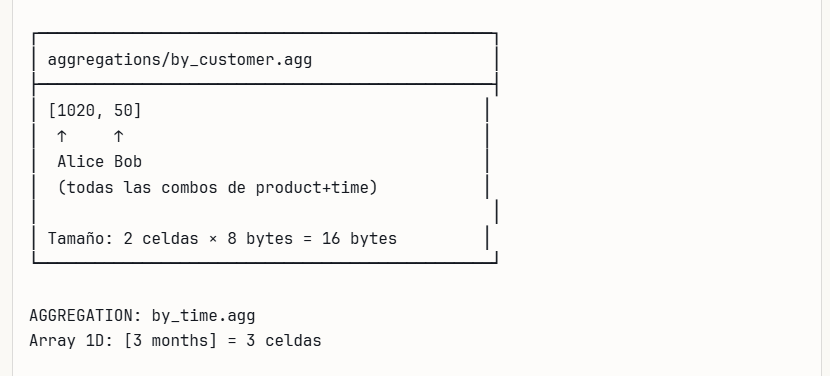 aggregations/by_customer.agg
[1020, 50]
↑ ↑
Alice Bob
(todas las combos de product+time)
Tamaño: 2 celdas × 8 bytes = 16 bytes
AGGREGATION: by_time.agg
Array 1D: [3 months] = 3 celdas